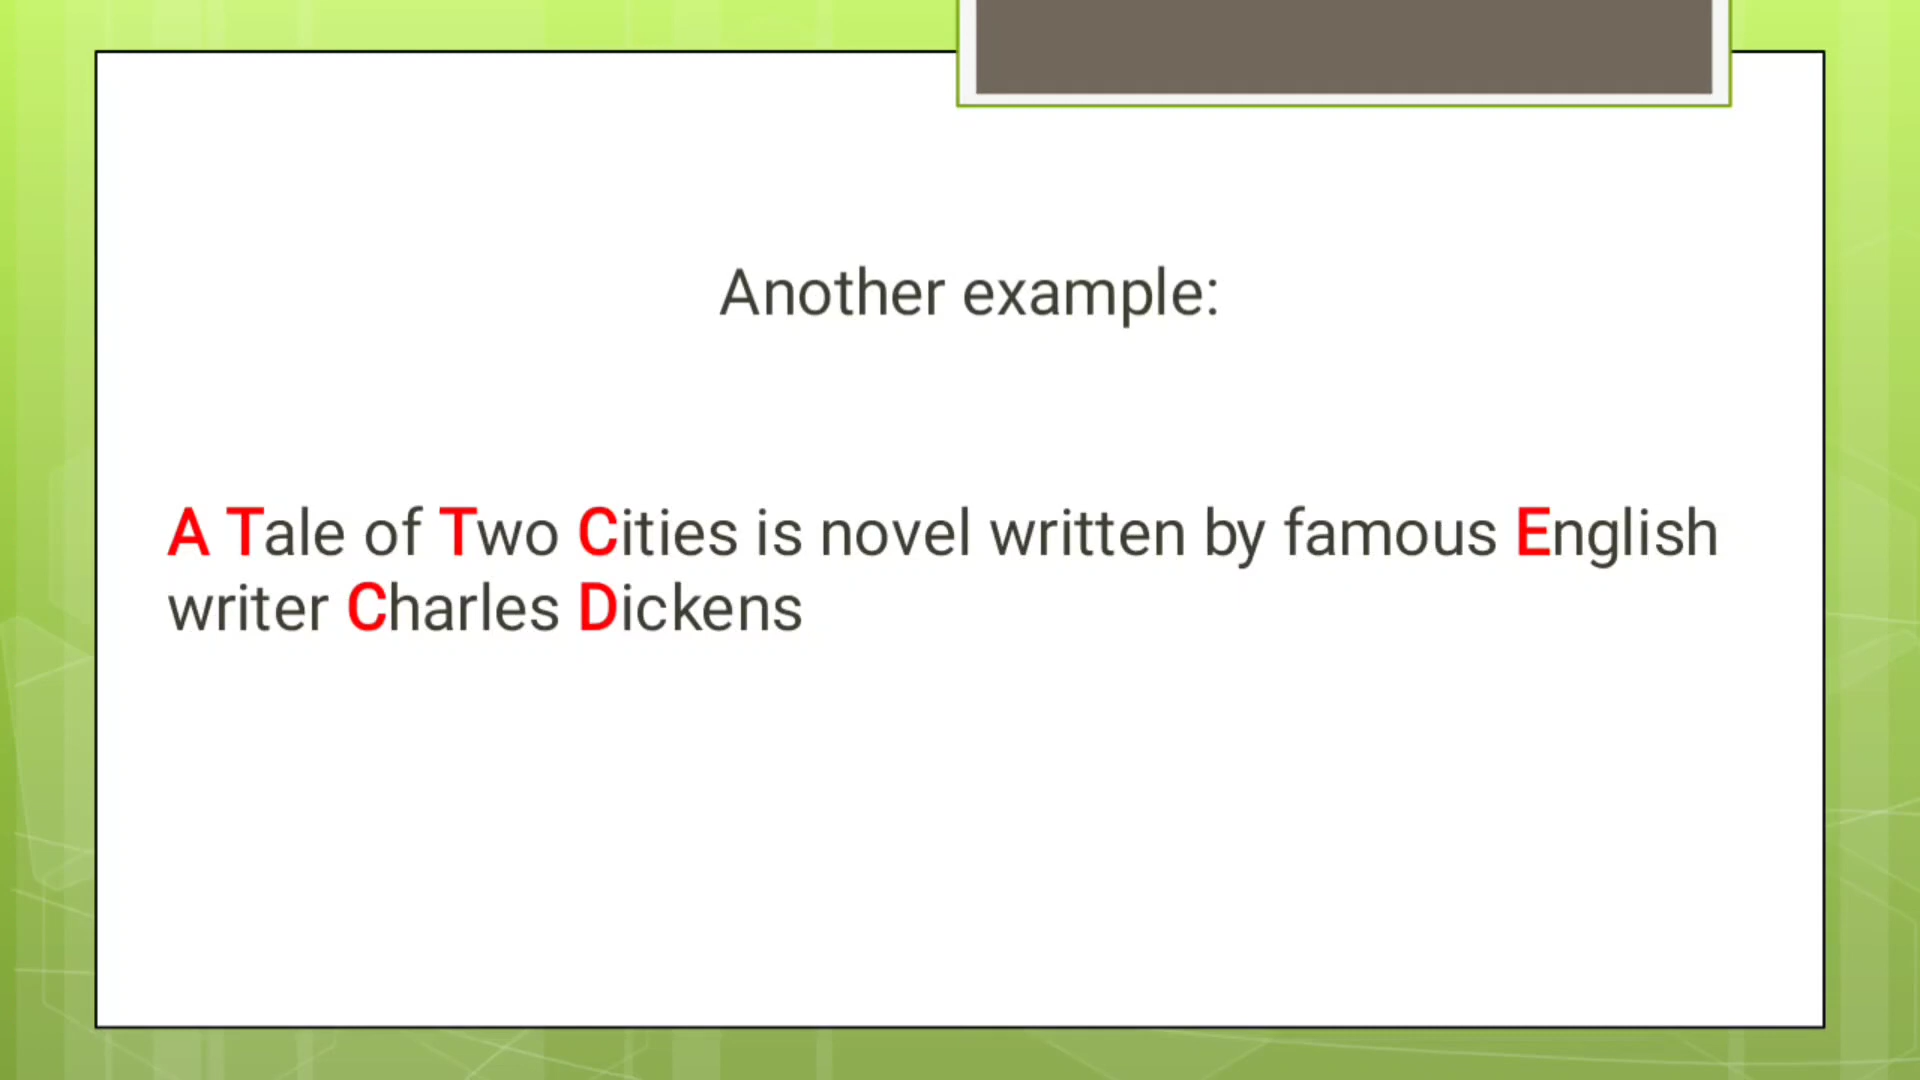 Another example:
A Tale of Two Cities is novel written by famous English
writer Charles Dickens